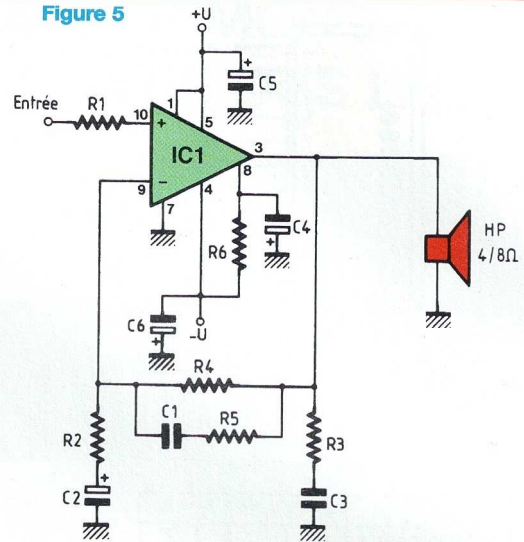 Figure 5
+U
+
C5
Entrée
R1
10
+
1
5
IC1
3
8
-
9
4
7
R6
C4
+
HP
4/8Ω
C6
+
-U
R4
C1
R5
R2
R3
+
C2
C3